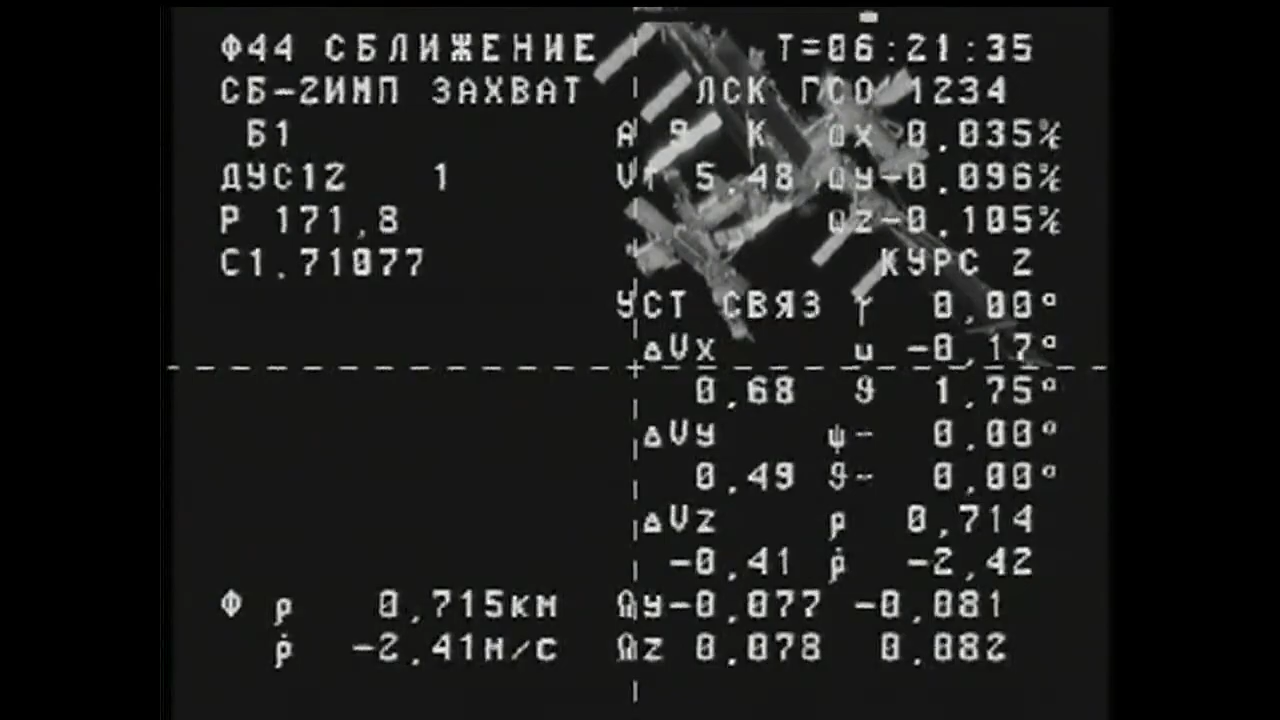 Ф44 СБЛИЖЕНИЕ T=06:21:35
СБ-2ИМП ЗАХВАТ ЛСК ГСО 1234
Б1 А 9 К ΩX 0,035%
ДУС12 1 V↑ 5,48 ΩУ-0,096%
Р 171,8 ΩZ-0,105%
С1,71077 КУРС 2
УСТ СВЯЗ γ 0,00°
ΔVX u -0,17°
0,68 ϑ 1,75°
ΔVУ ψ- 0,00°
0,49 ϑ- 0,00°
ΔVZ ρ 0,714
-0,41 ρ̇ -2,42
Ф ρ 0,715КМ ΩУ-0,077 -0,081
ρ̇ -2,41М/С ΩZ 0,078 0,082